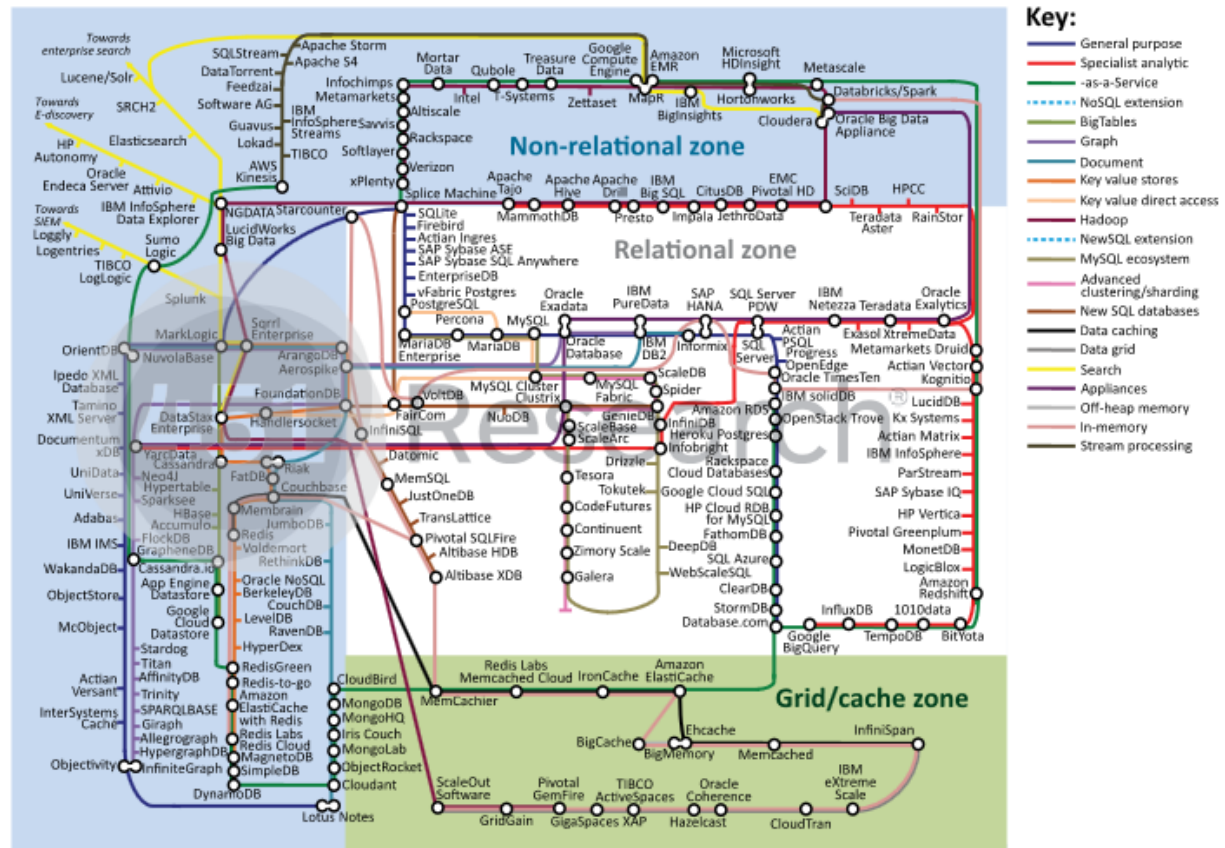 Key:
General purpose
Specialist analytic
-as-a-Service
NoSQL extension
BigTables
Graph
Document
Key value stores
Key value direct access
Hadoop
NewSQL extension
MySQL ecosystem
Advanced
clustering/sharding
New SQL databases
Data caching
Data grid
Search
Appliances
Off-heap memory
In-memory
Stream processing
Towards
enterprise search
Lucene/Solr
SRCH2
Towards
E-discovery
Elasticsearch
HP
Autonomy
Oracle
Endeca Server
Attivio
IBM InfoSphere
Data Explorer
Towards
SIEM
Loggly
Logentries
Sumo
Logic
TIBCO
LogLogic
Splunk
SQLStream
Apache Storm
Apache S4
DataTorrent
Feedzai
Software AG
IBM
InfoSphere
Streams
Guavus
Lokad
TIBCO
AWS
Kinesis
Infochimps
Metamarkets
Altiscale
Savvis
Rackspace
Softlayer
Verizon
xPlenty
Mortar
Data
Intel
Qubole
T-Systems
Treasure
Data
Zettaset
Google
Compute
Engine
MapR
Amazon
EMR
IBM
BigInsights
Microsoft
HDInsight
Hortonworks
Metascale
Databricks/Spark
Cloudera
Oracle Big Data
Appliance
Non-relational zone
NGDATA
LucidWorks
Big Data
Starcounter
Splice Machine
Apache
Tajo
MammothDB
Apache
Hive
Apache
Drill
Presto
IBM
Big SQL
Impala
CitusDB
JethroData
EMC
Pivotal HD
SciDB
Teradata
Aster
HPCC
RainStor
Relational zone
SQLite
Firebird
Actian Ingres
SAP Sybase ASE
SAP Sybase SQL Anywhere
EnterpriseDB
vFabric Postgres
PostgreSQL
Percona
MariaDB
Enterprise
MariaDB
MySQL
Oracle
Exadata
Oracle
Database
IBM
PureData
IBM
DB2
SAP
HANA
Informix
SQL Server
PDW
SQL
Server
IBM
Netezza
Exasol
Teradata
XtremeData
Oracle
Exalytics
Actian
PSQL
Progress
OpenEdge
Oracle TimesTen
IBM solidDB
OpenStack Trove
Metamarkets Druid
Actian Vector
Kognitio
LucidDB
Kx Systems
Actian Matrix
IBM InfoSphere
ParStream
SAP Sybase IQ
HP Vertica
Pivotal Greenplum
MonetDB
LogicBlox
Amazon
Redshift
MySQL Cluster
Clustrix
MySQL
Fabric
ScaleDB
Spider
GenieDB
ScaleBase
ScaleArc
InfiniDB
Infobright
Amazon RDS
Heroku Postgres
Rackspace
Cloud Databases
Google Cloud SQL
HP Cloud RDB
for MySQL
FathomDB
SQL Azure
ClearDB
StormDB
Database.com
Drizzle
Tokutek
DeepDB
WebScaleSQL
Tesora
CodeFutures
Continuent
Zimory Scale
Galera
InfluxDB
1010data
Google
BigQuery
TempoDB
BitYota
MarkLogic
Sqrrl
Enterprise
OrientDB
NuvolaBase
ArangoDB
Aerospike
Ipedo XML
Database
Tamino
XML Server
Documentum
xDB
UniData
UniVerse
Adabas
IBM IMS
WakandaDB
ObjectStore
McObject
Actian
Versant
InterSystems
Cache
Objectivity
DataStax
Enterprise
FoundationDB
Handlersocket
VoltDB
FairCom
NuoDB
InfiniSQL
451 Research
®
YarcData
Neo4J
Sparksee
Cassandra
Hypertable
HBase
Accumulo
FlockDB
GrapheneDB
Cassandra.io
FatDB
Riak
Couchbase
Membrain
JumboDB
Redis
Voldemort
RethinkDB
Oracle NoSQL
BerkeleyDB
CouchDB
LevelDB
RavenDB
HyperDex
App Engine
Datastore
Google
Cloud
Datastore
Datomic
MemSQL
JustOneDB
TransLattice
Pivotal SQLFire
Altibase HDB
Altibase XDB
Stardog
Titan
AffinityDB
Trinity
SPARQLBASE
Giraph
Allegrograph
HypergraphDB
InfiniteGraph
RedisGreen
Redis-to-go
Amazon
ElastiCache
with Redis
Redis Labs
Redis Cloud
MagnetoDB
SimpleDB
DynamoDB
CloudBird
MongoDB
MongoHQ
Iris Couch
MongoLab
ObjectRocket
Cloudant
Lotus Notes
Grid/cache zone
MemCachier
Redis Labs
Memcached Cloud
IronCache
Amazon
ElastiCache
BigCache
Ehcache
BigMemory
Memcached
InfiniSpan
ScaleOut
Software
GridGain
Pivotal
GemFire
GigaSpaces XAP
TIBCO
ActiveSpaces
Hazelcast
Oracle
Coherence
CloudTran
IBM
eXtreme
Scale